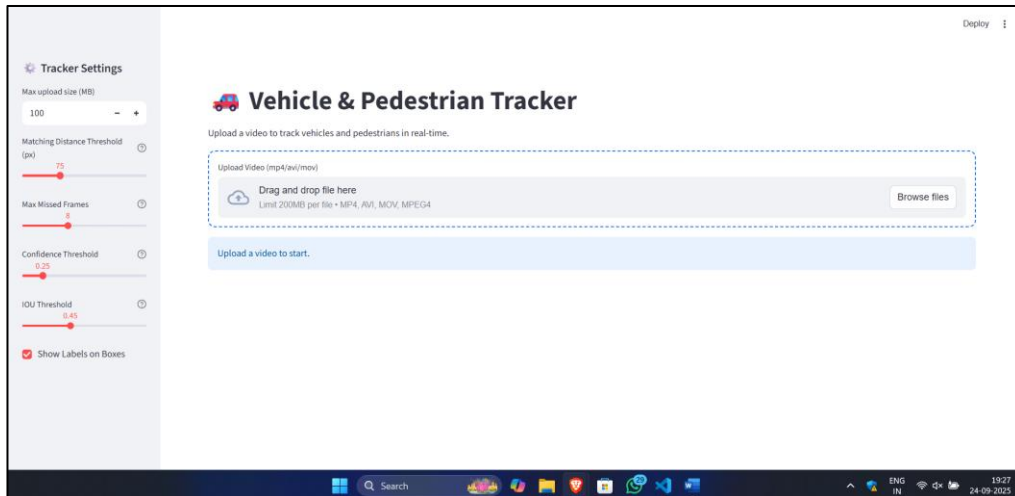 Deploy
Tracker Settings
Max upload size (MB)
100 - +
Matching Distance Threshold
(px)
75
Max Missed Frames
8
Confidence Threshold
0.25
IOU Threshold
0.45
Show Labels on Boxes
Vehicle & Pedestrian Tracker
Upload a video to track vehicles and pedestrians in real-time.
Upload Video (mp4/avi/mov)
Drag and drop file here
Limit 200MB per file • MP4, AVI, MOV, MPEG4
Browse files
Upload a video to start.
Search
ENG
IN
19:27
24-09-2025